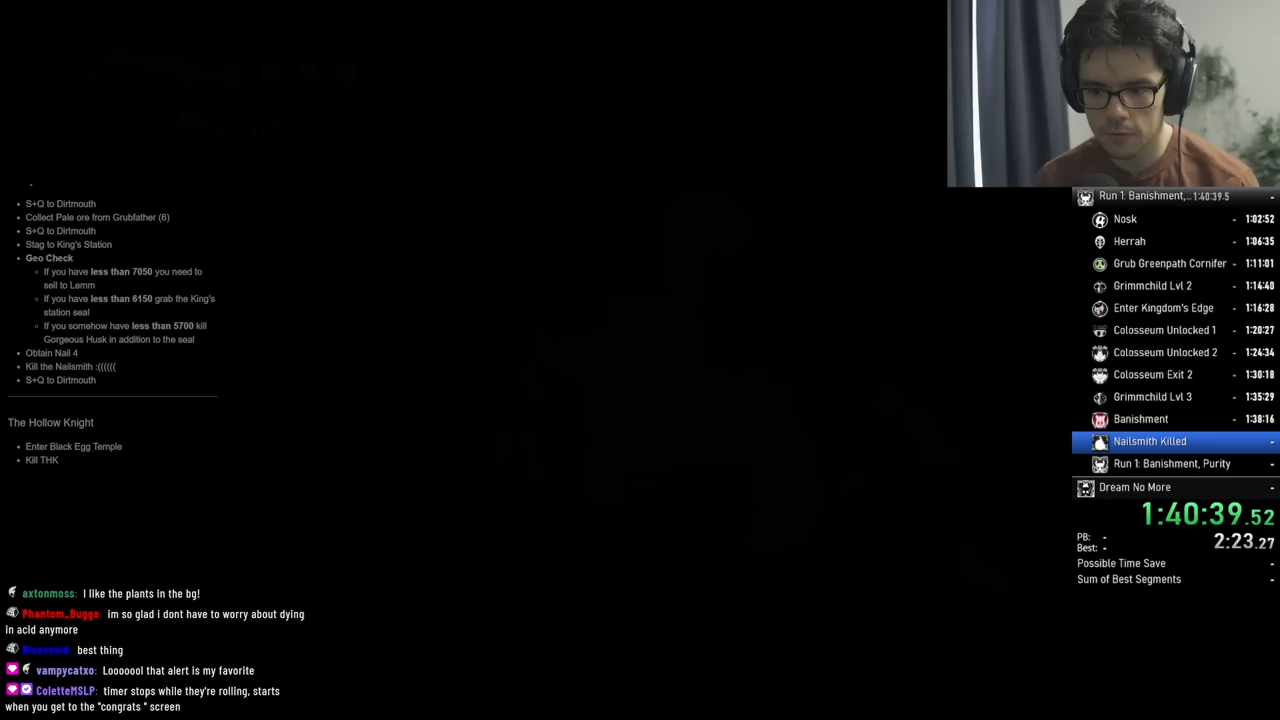 S+Q to Dirtmouth
Collect Pale ore from Grubfather (6)
S+Q to Dirtmouth
Stag to King's Station
Geo Check
If you have less than 7050 you need to
sell to Lemm
If you have less than 6150 grab the King's
station seal
If you somehow have less than 5700 kill
Gorgeous Husk in addition to the seal
Obtain Nail 4
Kill the Nailsmith :((((((
S+Q to Dirtmouth
The Hollow Knight
Enter Black Egg Temple
Kill THK
axtonmoss: I like the plants in the bg!
Phantom_Buggo im so glad i dont have to worry about dying
in acid anymore
best thing
vampycatxo: Looooool that alert is my favorite
ColetteMSLP: timer stops while they're rolling, starts
when you get to the "congrats " screen
Run 1: Banishment,... 1:40:39.5 -
Nosk - 1:02:52
Herrah - 1:06:35
Grub Greenpath Cornifer - 1:11:01
Grimmchild Lvl 2 - 1:14:40
Enter Kingdom's Edge - 1:16:28
Colosseum Unlocked 1 - 1:20:27
Colosseum Unlocked 2 - 1:24:34
Colosseum Exit 2 - 1:30:18
Grimmchild Lvl 3 - 1:35:29
Banishment - 1:38:16
Nailsmith Killed -
Run 1: Banishment, Purity -
Dream No More -
1:40:39.52
PB: - 2:23.27
Best: -
Possible Time Save -
Sum of Best Segments -